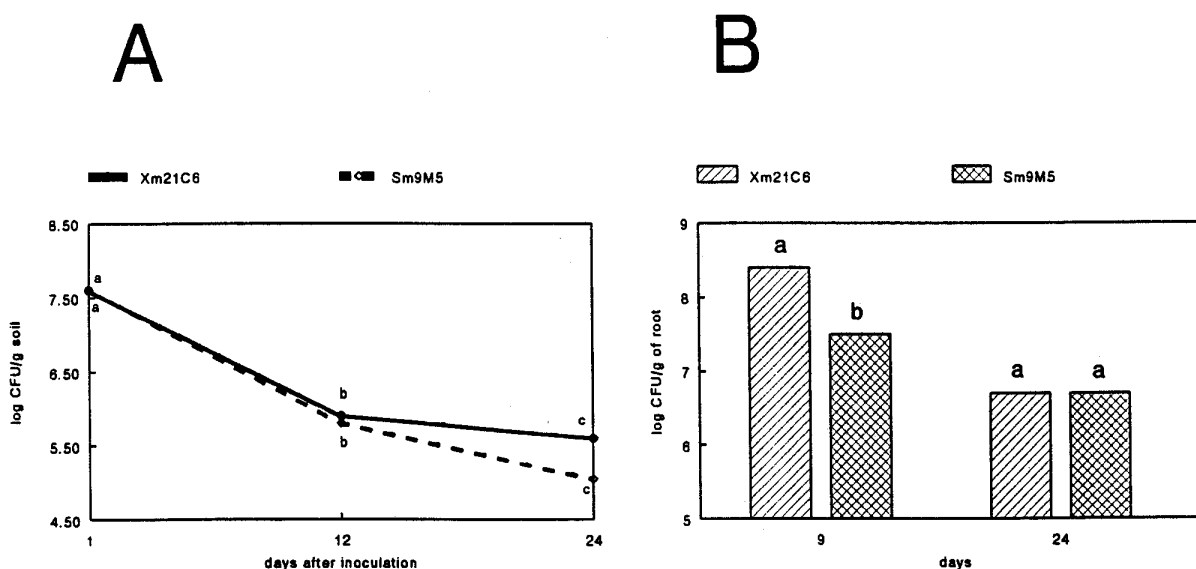 A
Xm21C6 Sm9M5
log CFU/g soil
8.50
7.50
6.50
5.50
4.50
a
a
b
b
c
c
1 12 24
days after inoculation
B
Xm21C6 Sm9M5
log CFU/g of root
9
8
7
6
5
a
b
a a
9 24
days